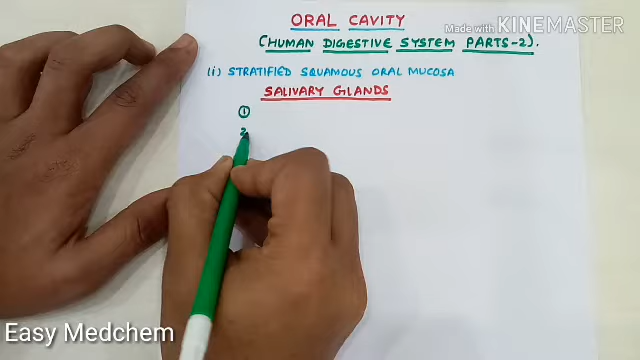 ORAL CAVITY
Made with KINEMASTER
(HUMAN DIGESTIVE SYSTEM PARTS-2).
(i) STRATIFIED SQUAMOUS ORAL MUCOSA
SALIVARY GLANDS
①
2
Easy Medchem